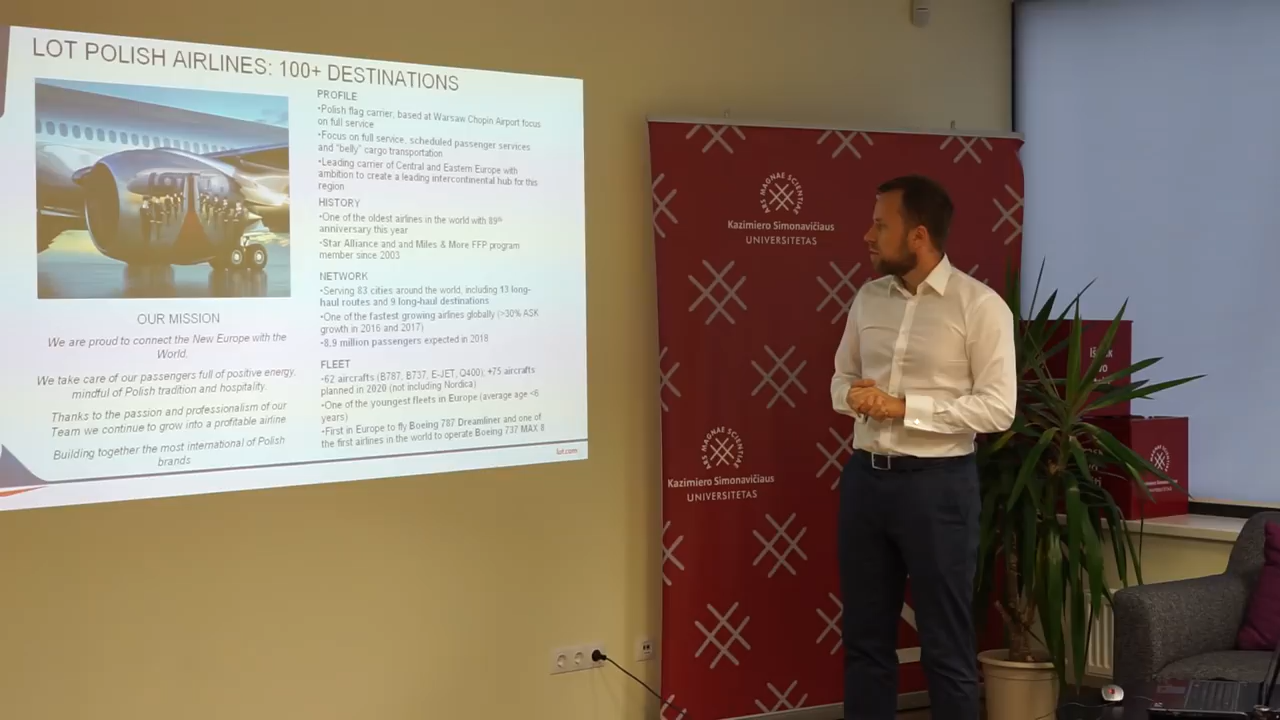 LOT POLISH AIRLINES: 100+ DESTINATIONS
OUR MISSION
We are proud to connect the New Europe with the
World.
We take care of our passengers full of positive energy,
mindful of Polish tradition and hospitality.
Thanks to the passion and professionalism of our
Team we continue to grow into a profitable airline
Building together the most international of Polish
brands
PROFILE
•Polish flag carrier, based at Warsaw Chopin Airport focus
on full service
•Focus on full service, scheduled passenger services
and "belly" cargo transportation
•Leading carrier of Central and Eastern Europe with
ambition to create a leading intercontinental hub for this
region
HISTORY
•One of the oldest airlines in the world with 89th
anniversary this year
•Star Alliance and and Miles & More FFP program
member since 2003
NETWORK
•Serving 83 cities around the world, including 13 long-
haul routes and 9 long-haul destinations
•One of the fastest growing airlines globally (>30% ASK
growth in 2016 and 2017)
•8.9 million passengers expected in 2018
FLEET
•62 aircrafts (B787, B737, E-JET, Q400); +75 aircrafts
planned in 2020 (not including Nordica)
•One of the youngest fleets in Europe (average age <6
years)
•First in Europe to fly Boeing 787 Dreamliner and one of
the first airlines in the world to operate Boeing 737 MAX 8
lot.com
ARS MAGNAE SCIENTIAE
Kazimiero Simonavičiaus
UNIVERSITETAS
ARS MAGNAE SCIENTIAE
Kazimiero Simonavičiaus
UNIVERSITETAS